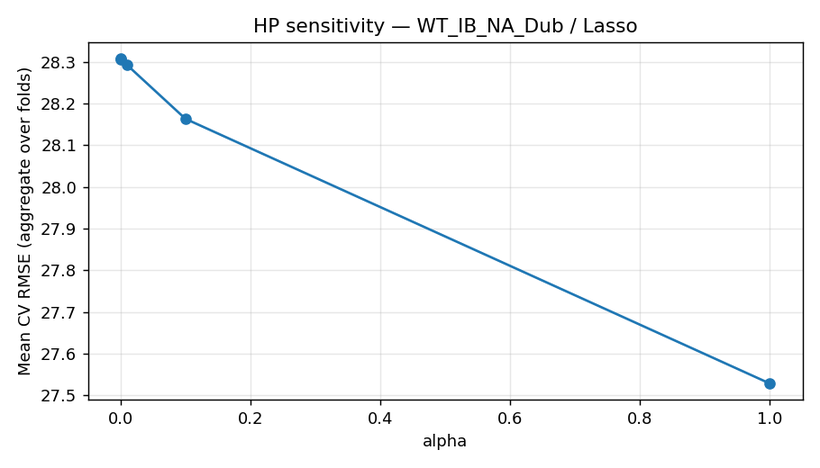 HP sensitivity — WT_IB_NA_Dub / Lasso
Mean CV RMSE (aggregate over folds)
28.3
28.2
28.1
28.0
27.9
27.8
27.7
27.6
27.5
0.0 0.2 0.4 0.6 0.8 1.0
alpha